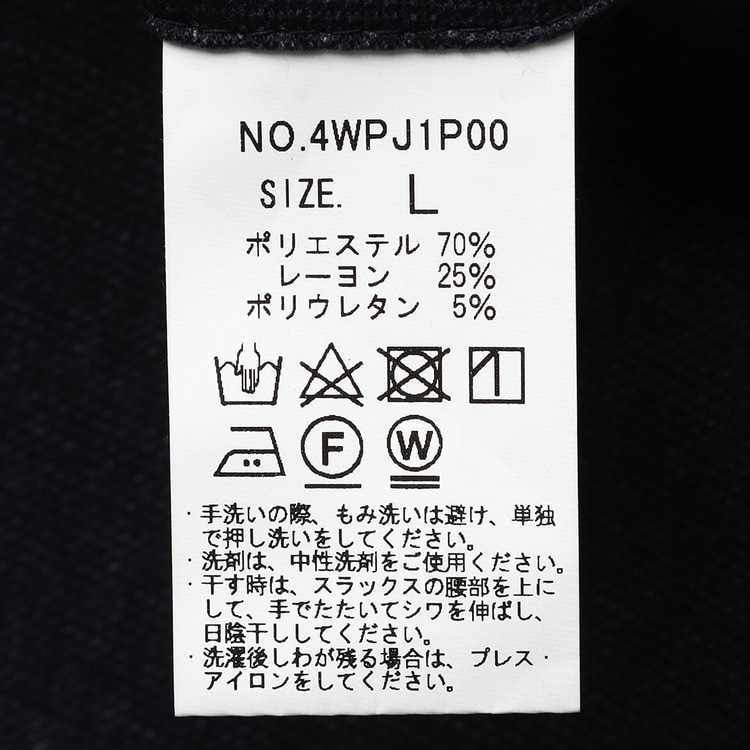 NO.4WPJ1P00
SIZE. L
ポリエステル 70%
レーヨン 25%
ポリウレタン 5%
F W
・手洗いの際、もみ洗いは避け、単独
で押し洗いをしてください。
・洗剤は、中性洗剤をご使用ください。
・干す時は、スラックスの腰部を上に
して、手でたたいてシワを伸ばし、
日陰干ししてください。
・洗濯後しわが残る場合は、プレス・
アイロンをしてください。